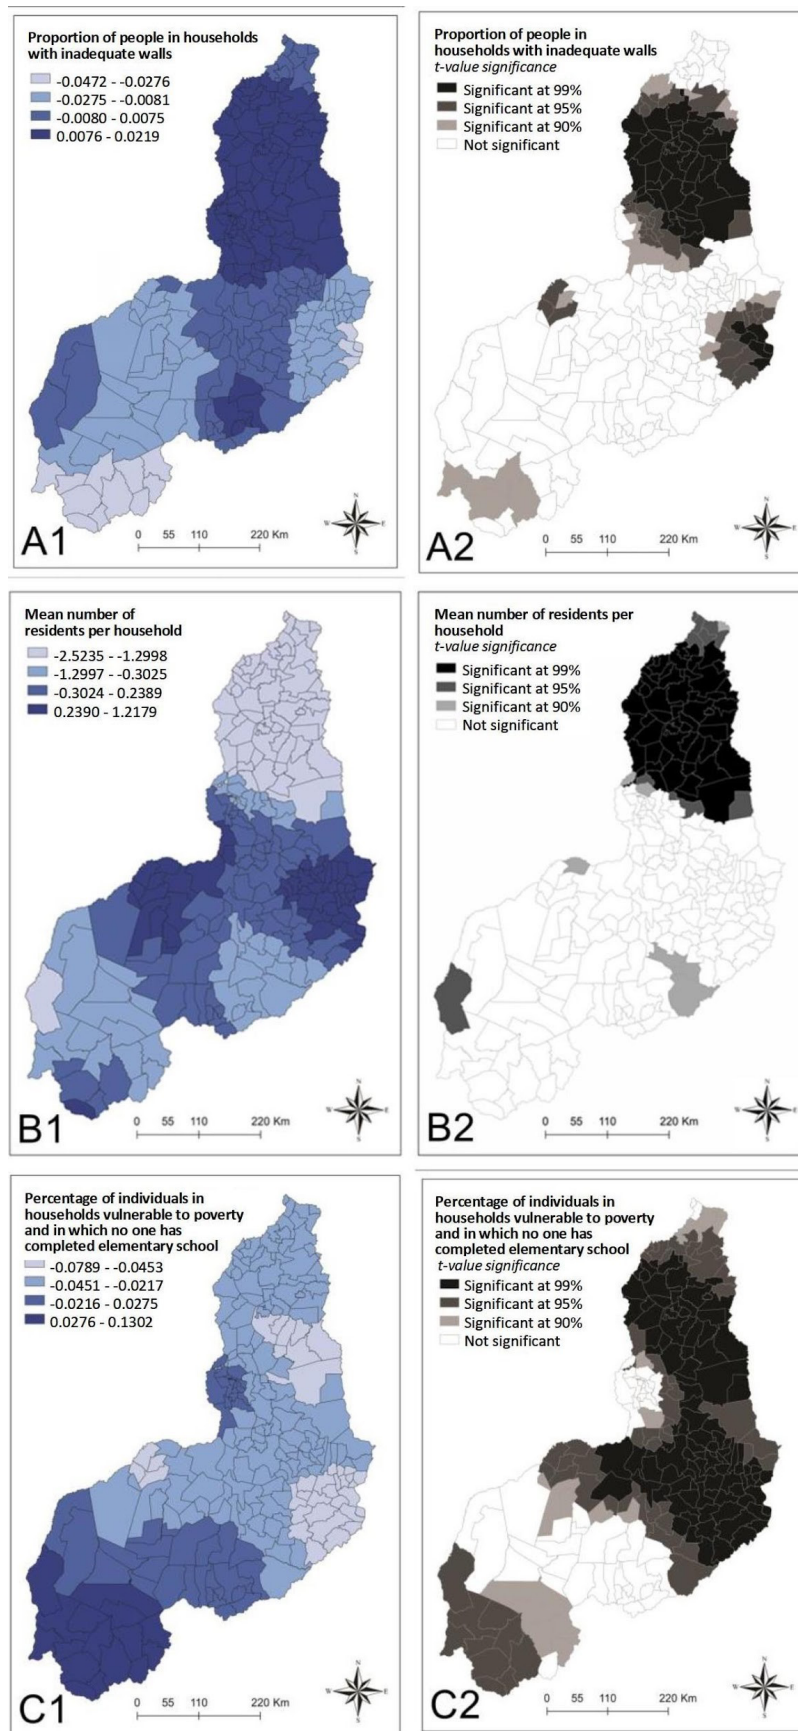 Proportion of people in households
with inadequate walls
-0.0472 - -0.0276
-0.0275 - -0.0081
-0.0080 - 0.0075
0.0076 - 0.0219
N
W E
S
A1
0 55 110 220 Km
Proportion of people in
households with inadequate walls
t-value significance
Significant at 99%
Significant at 95%
Significant at 90%
Not significant
N
W E
S
A2
0 55 110 220 Km
Mean number of
residents per household
-2.5235 - -1.2998
-1.2997 - -0.3025
-0.3024 - 0.2389
0.2390 - 1.2179
N
W E
S
B1
0 55 110 220 Km
Mean number of residents per
household
t-value significance
Significant at 99%
Significant at 95%
Significant at 90%
Not significant
N
W E
S
B2
0 55 110 220 Km
Percentage of individuals in
households vulnerable to poverty
and in which no one has
completed elementary school
-0.0789 - -0.0453
-0.0451 - -0.0217
-0.0216 - 0.0275
0.0276 - 0.1302
N
W E
S
C1
0 55 110 220 Km
Percentage of individuals in
households vulnerable to poverty
and in which no one has
completed elementary school
t-value significance
Significant at 99%
Significant at 95%
Significant at 90%
Not significant
N
W E
S
C2
0 55 110 220 Km